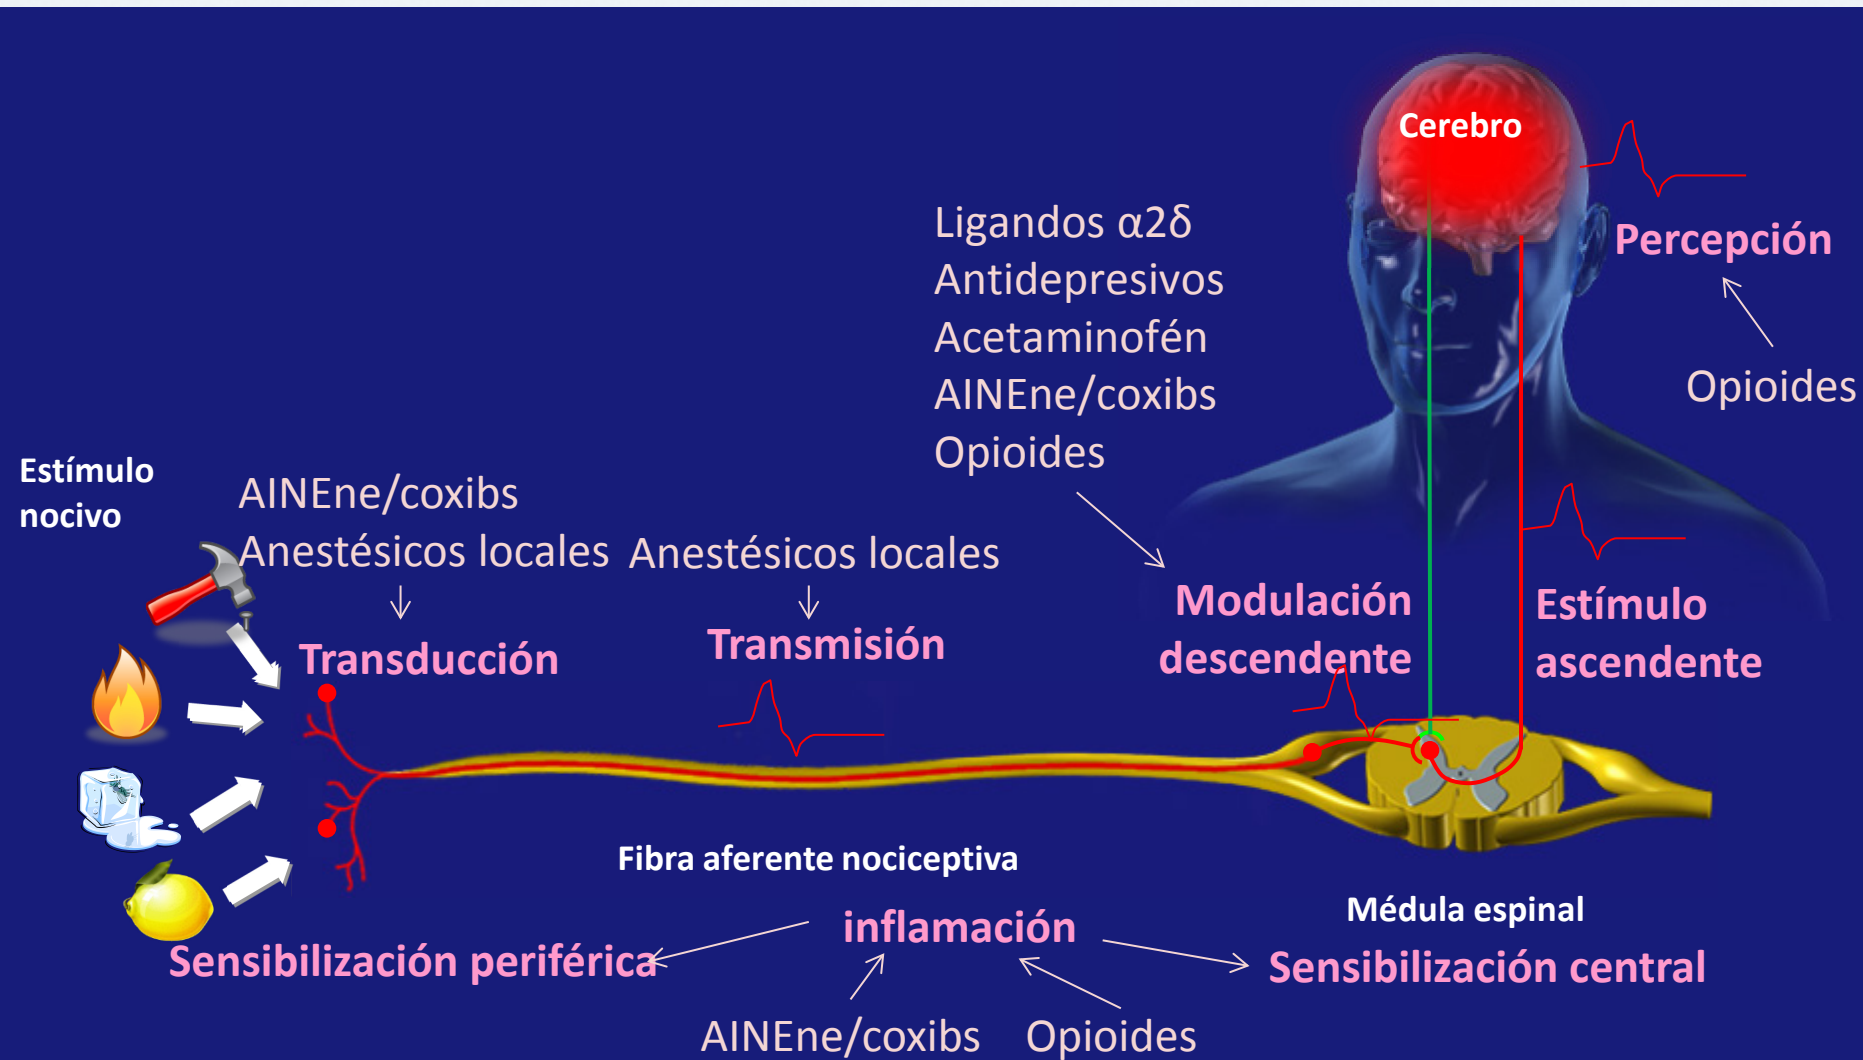 Cerebro
Percepción
Opioides
Ligandos α2δ
Antidepresivos
Acetaminofén
AINEne/coxibs
Opioides
Estímulo
nocivo
AINEne/coxibs
Anestésicos locales
Anestésicos locales
Transducción
Transmisión
Modulación
descendente
Estímulo
ascendente
Fibra aferente nociceptiva
Médula espinal
inflamación
Sensibilización periférica
Sensibilización central
AINEne/coxibs
Opioides